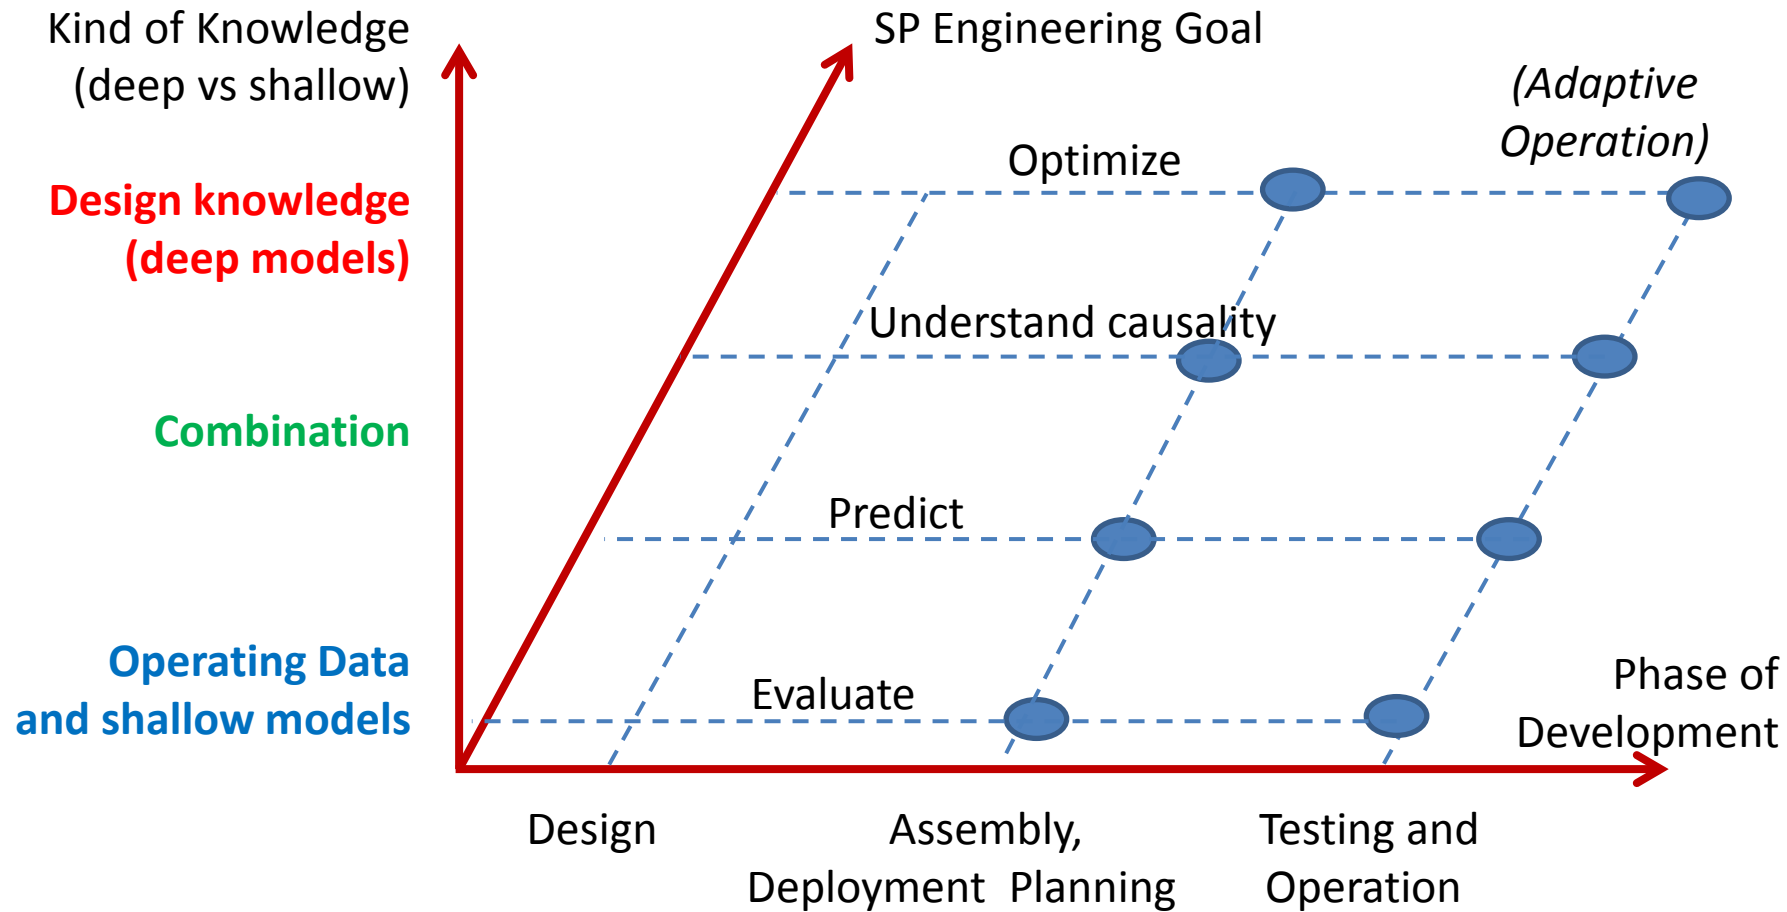 Kind of Knowledge
(deep vs shallow)
SP Engineering Goal
(Adaptive
Operation)
Optimize
Design knowledge
(deep models)
Understand causality
Combination
Predict
Operating Data
and shallow models
Evaluate
Phase of
Development
Design
Assembly,
Deployment Planning
Testing and
Operation